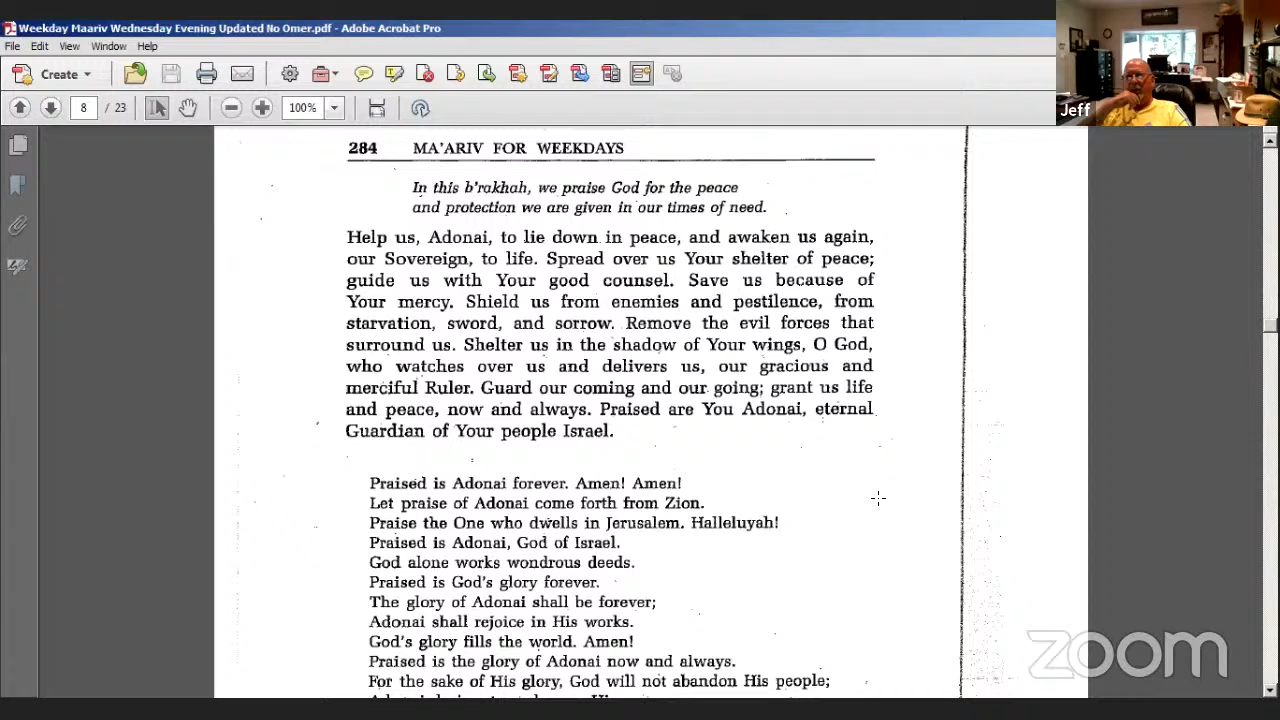 Weekday Maariv Wednesday Evening Updated No Omer.pdf - Adobe Acrobat Pro
File Edit View Window Help
Create
8 / 23 100%
Jeff
284 MA'ARIV FOR WEEKDAYS
In this b'rakhah, we praise God for the peace
and protection we are given in our times of need.
Help us, Adonai, to lie down in peace, and awaken us again,
our Sovereign, to life. Spread over us Your shelter of peace;
guide us with Your good counsel. Save us because of
Your mercy. Shield us from enemies and pestilence, from
starvation, sword, and sorrow. Remove the evil forces that
surround us. Shelter us in the shadow of Your wings, O God,
who watches over us and delivers us, our gracious and
merciful Ruler. Guard our coming and our going; grant us life
and peace, now and always. Praised are You Adonai, eternal
Guardian of Your people Israel.
Praised is Adonai forever. Amen! Amen!
Let praise of Adonai come forth from Zion.
Praise the One who dwells in Jerusalem. Halleluyah!
Praised is Adonai, God of Israel.
God alone works wondrous deeds.
Praised is God's glory forever.
The glory of Adonai shall be forever;
Adonai shall rejoice in His works.
God's glory fills the world. Amen!
Praised is the glory of Adonai now and always.
For the sake of His glory, God will not abandon His people;
zoom